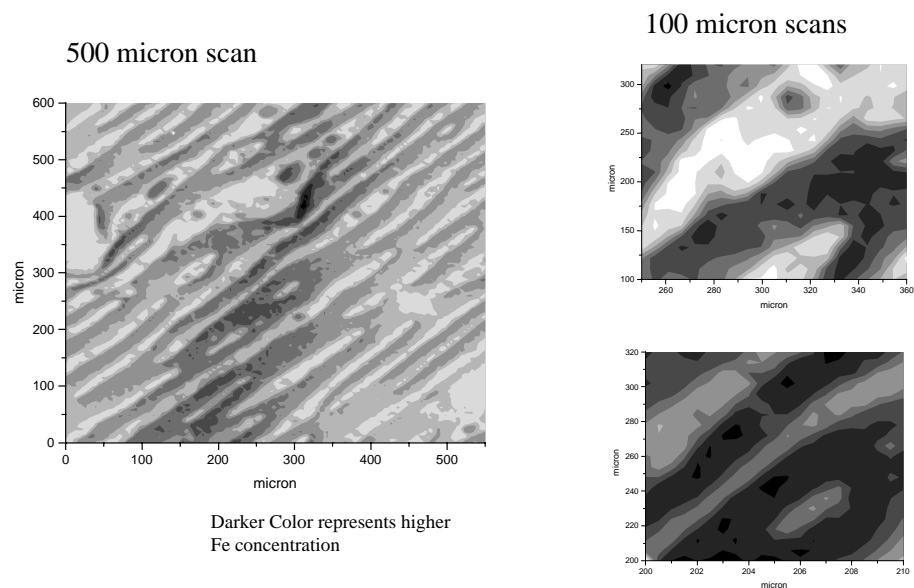 500 micron scan
100 micron scans
600
500
400
300
200
100
0
micron
0 100 200 300 400 500
micron
Darker Color represents higher
Fe concentration
300
250
200
150
100
micron
260 280 300 320 340 360
micron
320
300
280
260
240
220
200
micron
200 202 204 206 208 210
micron